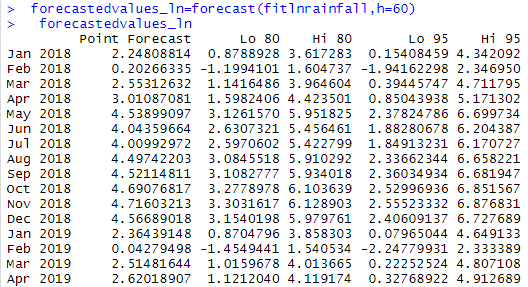 > forecastedvalues_ln=forecast(fitlnrainfall,h=60)
> forecastedvalues_ln
Point Forecast Lo 80 Hi 80 Lo 95 Hi 95
Jan 2018 2.24808814 0.8788928 3.617283 0.15408459 4.342092
Feb 2018 0.20266335 -1.1994101 1.604737 -1.94162298 2.346950
Mar 2018 2.55312632 1.1416486 3.964604 0.39445747 4.711795
Apr 2018 3.01087081 1.5982406 4.423501 0.85043938 5.171302
May 2018 4.53899097 3.1261570 5.951825 2.37824786 6.699734
Jun 2018 4.04359664 2.6307321 5.456461 1.88280678 6.204387
Jul 2018 4.00992972 2.5970602 5.422799 1.84913231 6.170727
Aug 2018 4.49742203 3.0845518 5.910292 2.33662344 6.658221
Sep 2018 4.52114811 3.1082777 5.934018 2.36034934 6.681947
Oct 2018 4.69076817 3.2778978 6.103639 2.52996936 6.851567
Nov 2018 4.71603213 3.3031617 6.128903 2.55523332 6.876831
Dec 2018 4.56689018 3.1540198 5.979761 2.40609137 6.727689
Jan 2019 2.36439148 0.8704796 3.858303 0.07965044 4.649133
Feb 2019 0.04279498 -1.4549441 1.540534 -2.24779931 2.333389
Mar 2019 2.51481644 1.0159678 4.013665 0.22252524 4.807108
Apr 2019 2.62018907 1.1212040 4.119174 0.32768922 4.912689